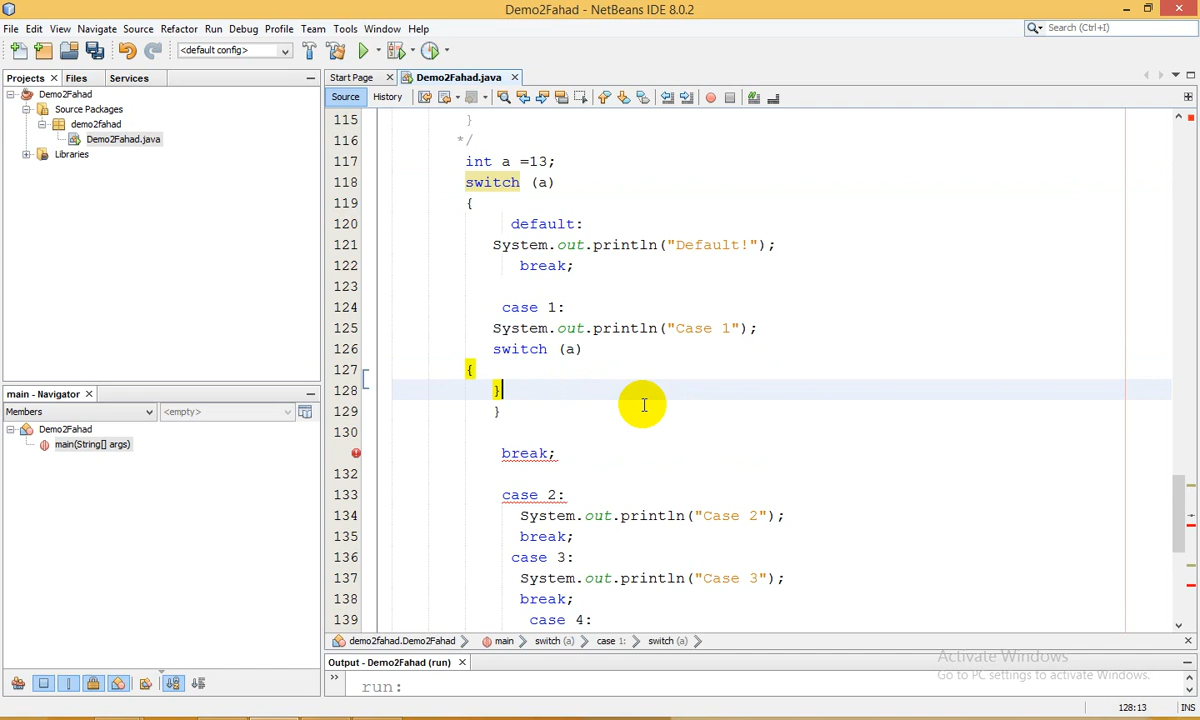 Demo2Fahad - NetBeans IDE 8.0.2
File Edit View Navigate Source Refactor Run Debug Profile Team Tools Window Help
Search (Ctrl+I)
<default config>
Projects Files Services
Start Page Demo2Fahad.java
Demo2Fahad
Source Packages
demo2fahad
Demo2Fahad.java
Libraries
Source History
115 }
116 */
117 int a =13;
118 switch (a)
119 {
120 default:
121 System.out.println("Default!");
122 break;
123
124 case 1:
125 System.out.println("Case 1");
126 switch (a)
127 {
128 }
129 }
130
break;
132
133 case 2:
134 System.out.println("Case 2");
135 break;
136 case 3:
137 System.out.println("Case 3");
138 break;
139 case 4:
main - Navigator
Members <empty>
Demo2Fahad
main(String[] args)
demo2fahad.Demo2Fahad main switch (a) case 1: switch (a)
Output - Demo2Fahad (run)
run:
Activate Windows
Go to PC settings to activate Windows.
128:13 INS